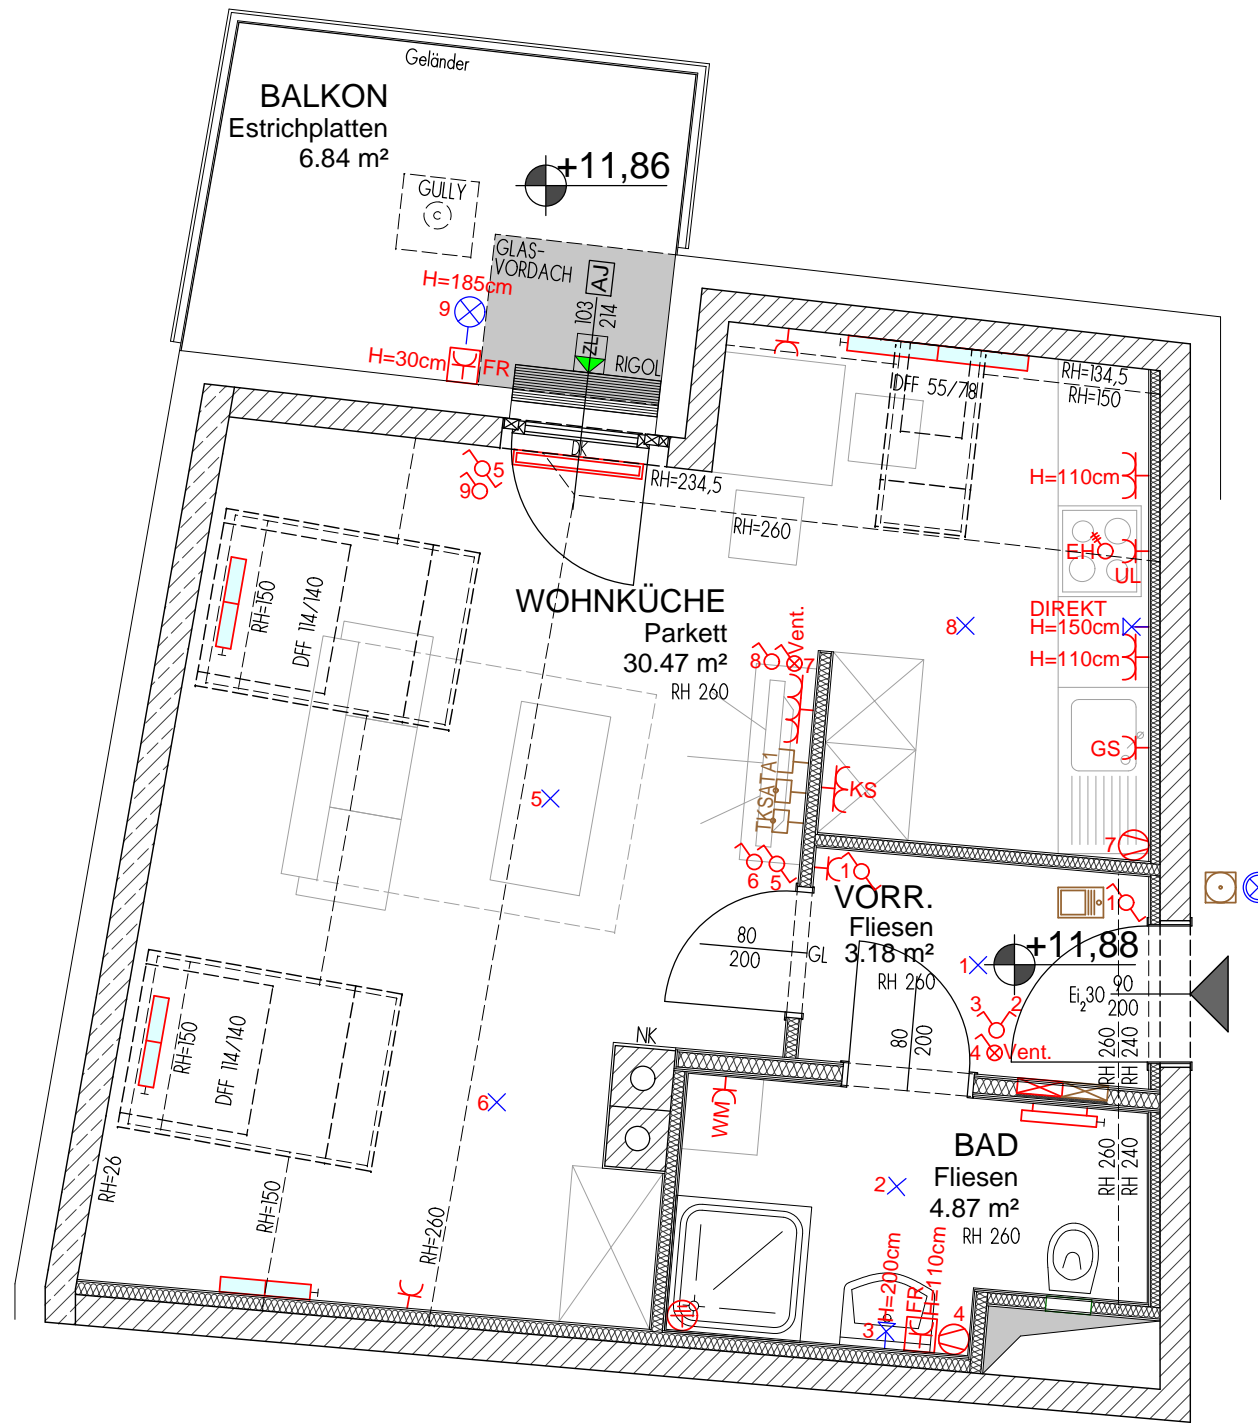 Geländer
BALKON
Estrichplatten
6.84 m²
+11,86
GULLY
C
GLAS-
VORDACH
AJ
103
214
ZL
RIGOL
H=185cm
9
H=30cm
FR
DK
5
9
RH=234,5
DFF 55/78
RH=134,5
RH=150
RH=260
H=110cm
EH
UL
DIREKT
H=150cm
H=110cm
GS
7
8
WOHNKÜCHE
Parkett
30.47 m²
RH 260
RH=150
DFF 114/140
8
7
Vent.
TKSATA1
KS
5
6
5
1
VORR.
Fliesen
3.18 m²
RH 260
1
+11,88
1
80
200
GL
3
2
4
Vent.
Ei₂30
90
200
80
200
RH 260
RH 240
NK
RH=150
DFF 114/140
6
WM
BAD
Fliesen
4.87 m²
RH 260
2
RH 260
RH 240
RH=26
RH=150
RH=260
H=200cm
3
FR
H=110cm
4